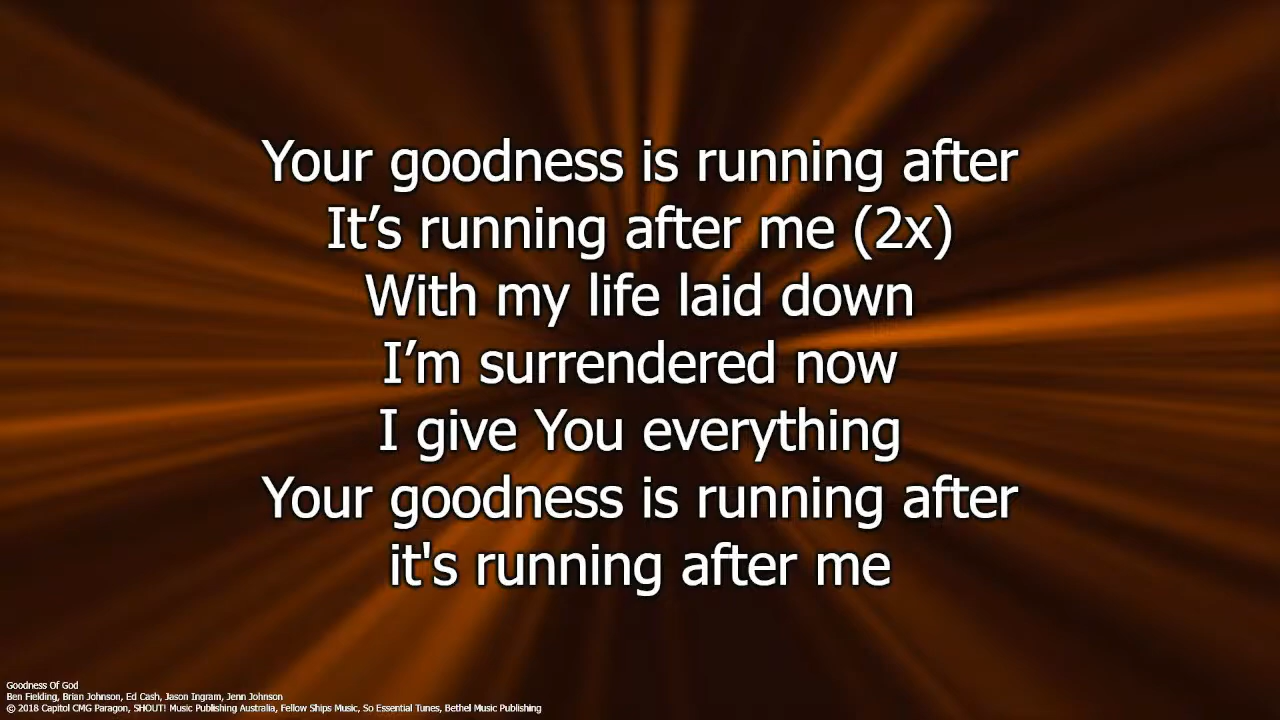 Your goodness is running after
It’s running after me (2x)
With my life laid down
I’m surrendered now
I give You everything
Your goodness is running after
it's running after me
Goodness Of God
Ben Fielding, Brian Johnson, Ed Cash, Jason Ingram, Jenn Johnson
© 2018 Capitol CMG Paragon, SHOUT! Music Publishing Australia, Fellow Ships Music, So Essential Tunes, Bethel Music Publishing